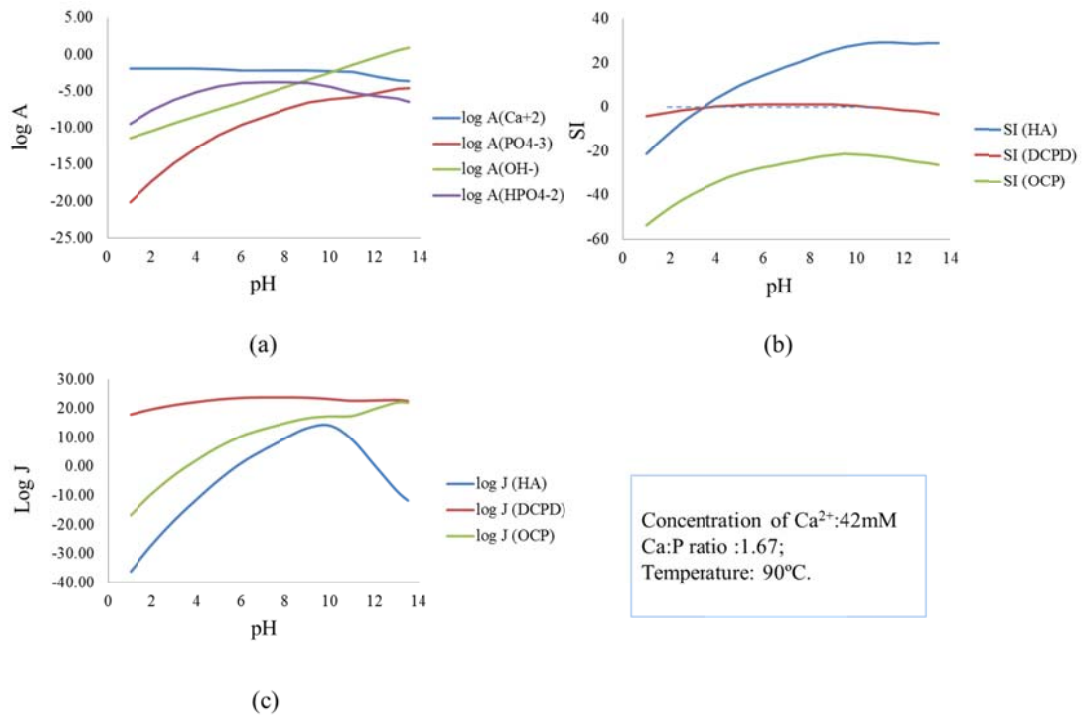 5.00
0.00
-5.00
-10.00
-15.00
-20.00
-25.00
log A
0 2 4 6 8 10 12 14
pH
log A(Ca+2)
log A(PO4-3)
log A(OH-)
log A(HPO4-2)
(a)
40
20
0
-20
-40
-60
SI
0 2 4 6 8 10 12 14
pH
SI (HA)
SI (DCPD)
SI (OCP)
(b)
30.00
20.00
10.00
0.00
-10.00
-20.00
-30.00
-40.00
Log J
0 2 4 6 8 10 12 14
pH
log J (HA)
log J (DCPD)
log J (OCP)
(c)
Concentration of Ca²⁺:42mM
Ca:P ratio :1.67;
Temperature: 90ºC.